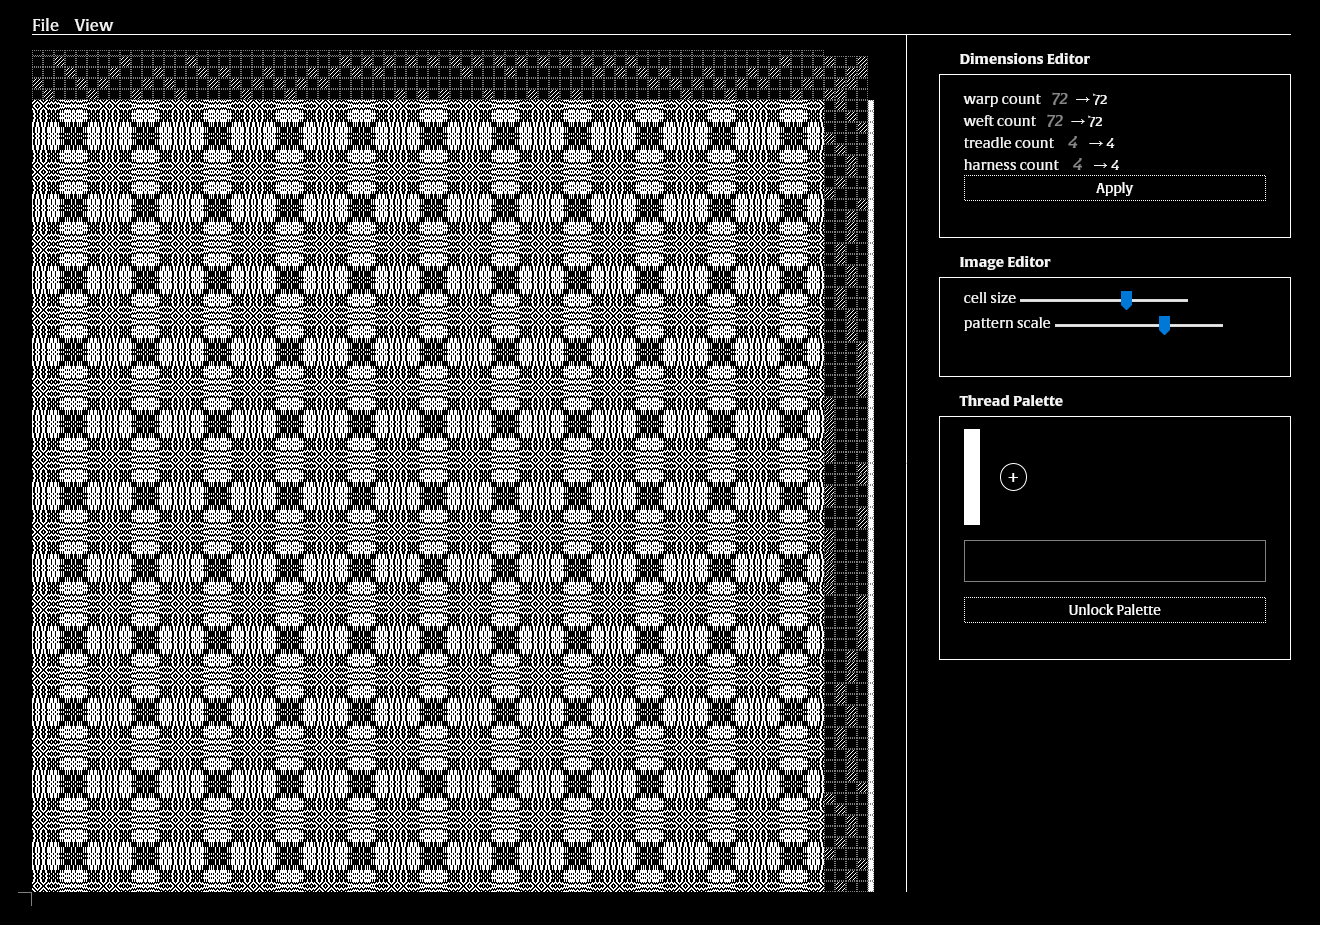 File View
Dimensions Editor
warp count 72 → 72
weft count 72 → 72
treadle count 4 → 4
harness count 4 → 4
Apply
Image Editor
cell size
pattern scale
Thread Palette
+
Unlock Palette